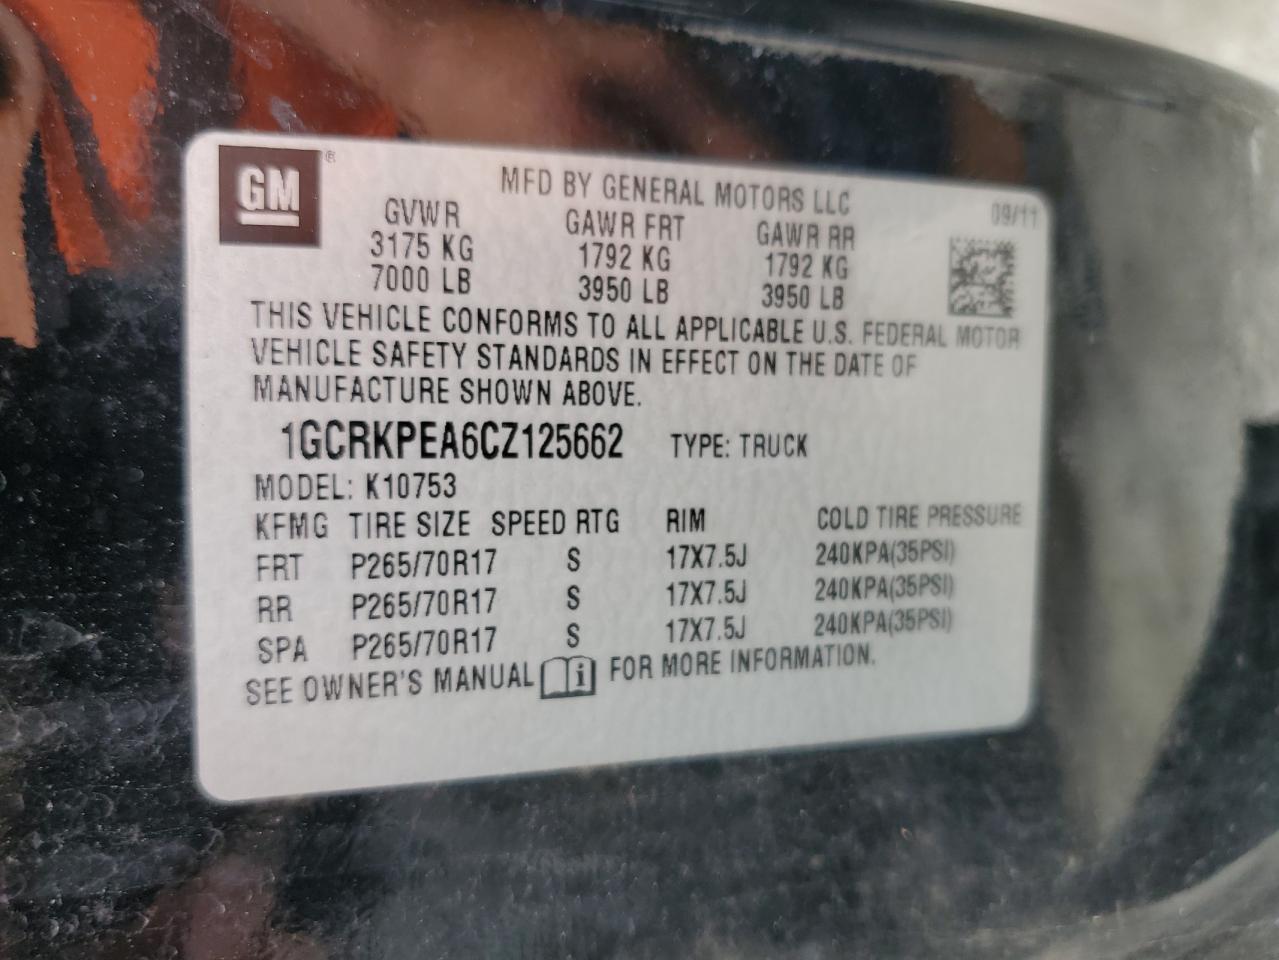 GM ®
MFD BY GENERAL MOTORS LLC
09/11
GVWR GAWR FRT GAWR RR
3175 KG 1792 KG 1792 KG
7000 LB 3950 LB 3950 LB
THIS VEHICLE CONFORMS TO ALL APPLICABLE U.S. FEDERAL MOTOR
VEHICLE SAFETY STANDARDS IN EFFECT ON THE DATE OF
MANUFACTURE SHOWN ABOVE.
1GCRKPEA6CZ125662 TYPE: TRUCK
MODEL: K10753
KFMG TIRE SIZE SPEED RTG RIM COLD TIRE PRESSURE
FRT P265/70R17 S 17X7.5J 240KPA(35PSI)
RR P265/70R17 S 17X7.5J 240KPA(35PSI)
SPA P265/70R17 S 17X7.5J 240KPA(35PSI)
SEE OWNER'S MANUAL i FOR MORE INFORMATION.